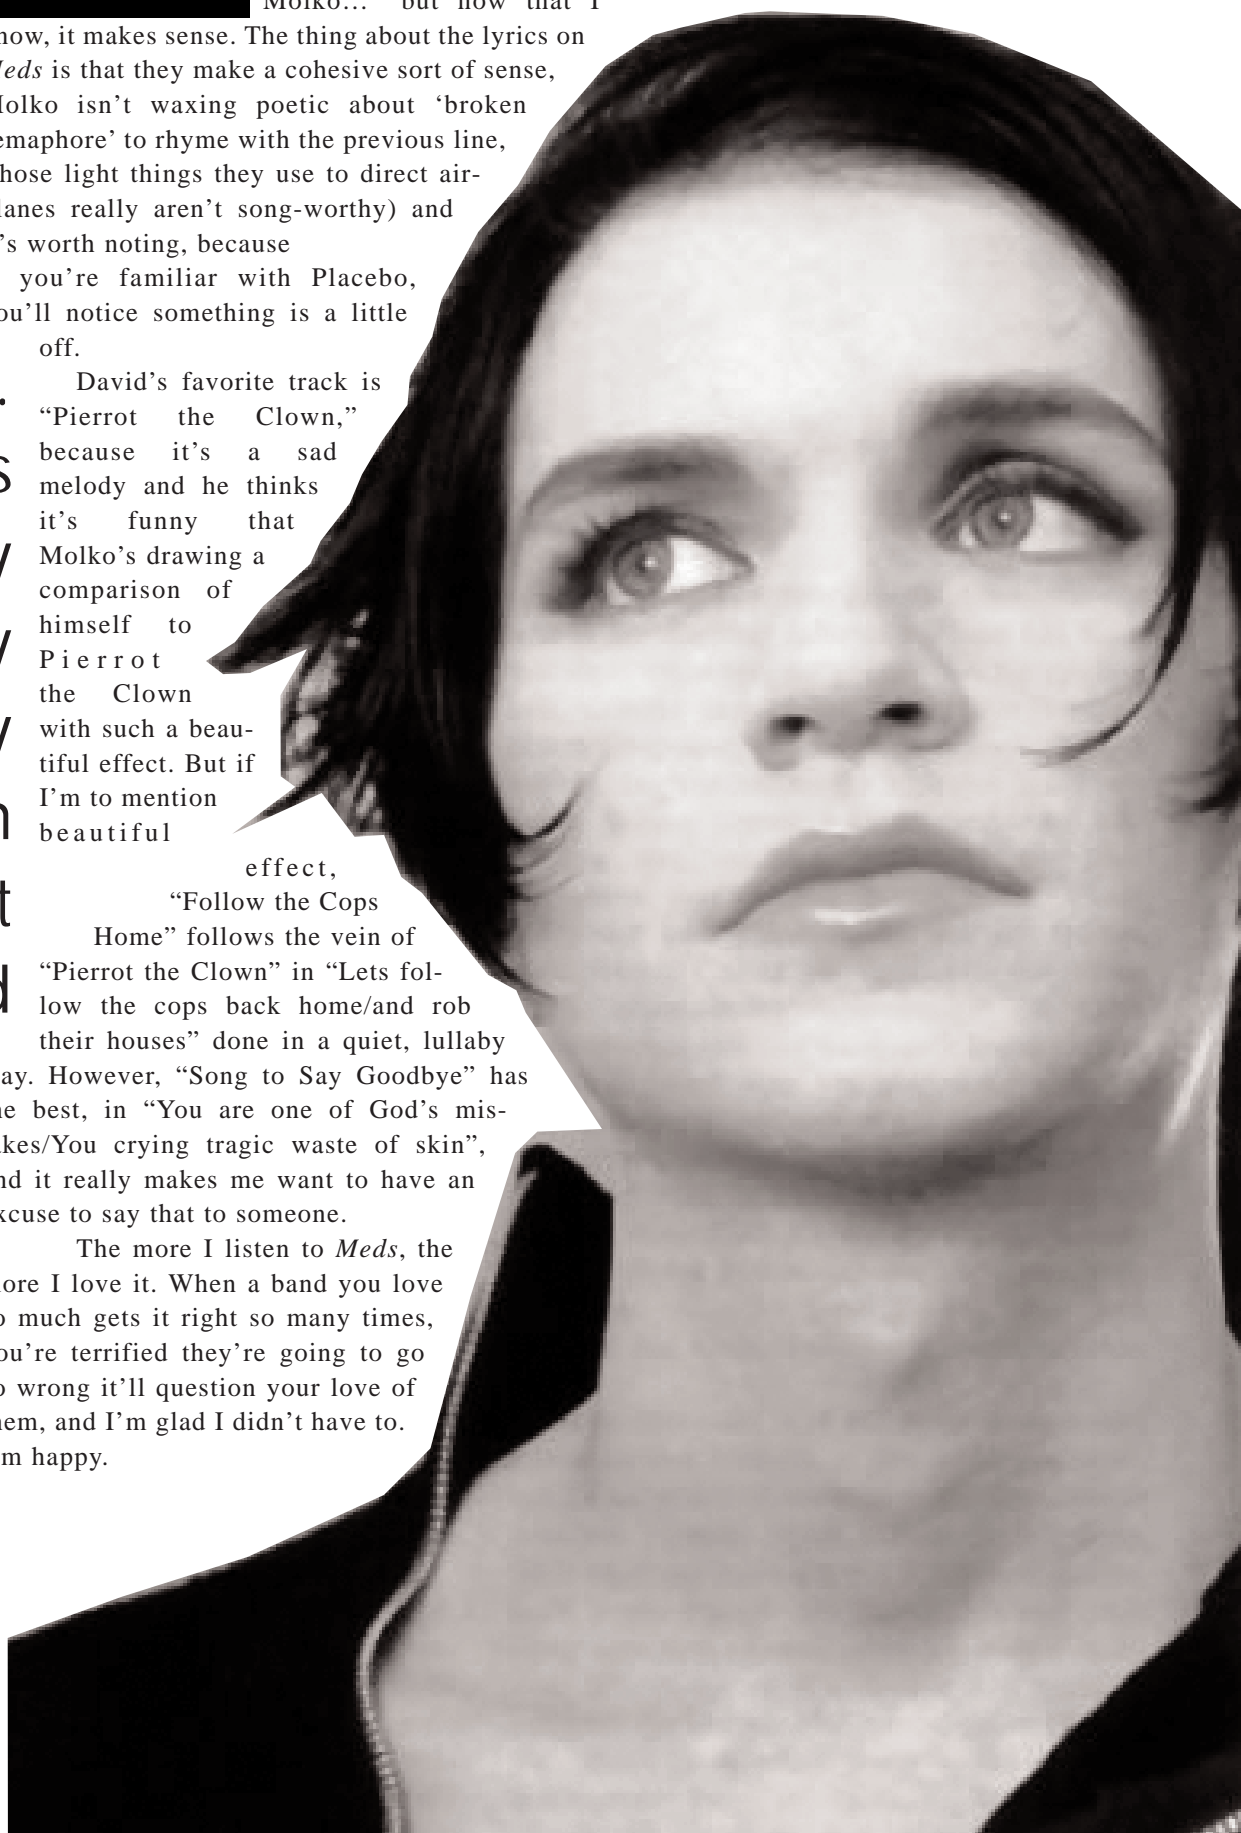 Molko… but now that I
now, it makes sense. The thing about the lyrics on
Meds is that they make a cohesive sort of sense,
Molko isn’t waxing poetic about ‘broken
emaphore’ to rhyme with the previous line,
hose light things they use to direct air-
lanes really aren’t song-worthy) and
’s worth noting, because
you’re familiar with Placebo,
ou’ll notice something is a little
off.
David’s favorite track is
“Pierrot the Clown,”
because it’s a sad
melody and he thinks
it’s funny that
Molko’s drawing a
comparison of
himself to
Pierrot
the Clown
with such a beau-
tiful effect. But if
I’m to mention
beautiful
effect,
“Follow the Cops
Home” follows the vein of
“Pierrot the Clown” in “Lets fol-
low the cops back home/and rob
their houses” done in a quiet, lullaby
ay. However, “Song to Say Goodbye” has
he best, in “You are one of God’s mis-
akes/You crying tragic waste of skin”,
nd it really makes me want to have an
xcuse to say that to someone.
The more I listen to Meds, the
ore I love it. When a band you love
o much gets it right so many times,
ou’re terrified they’re going to go
o wrong it’ll question your love of
hem, and I’m glad I didn’t have to.
m happy.
.
s
y
y
y
n
t
d